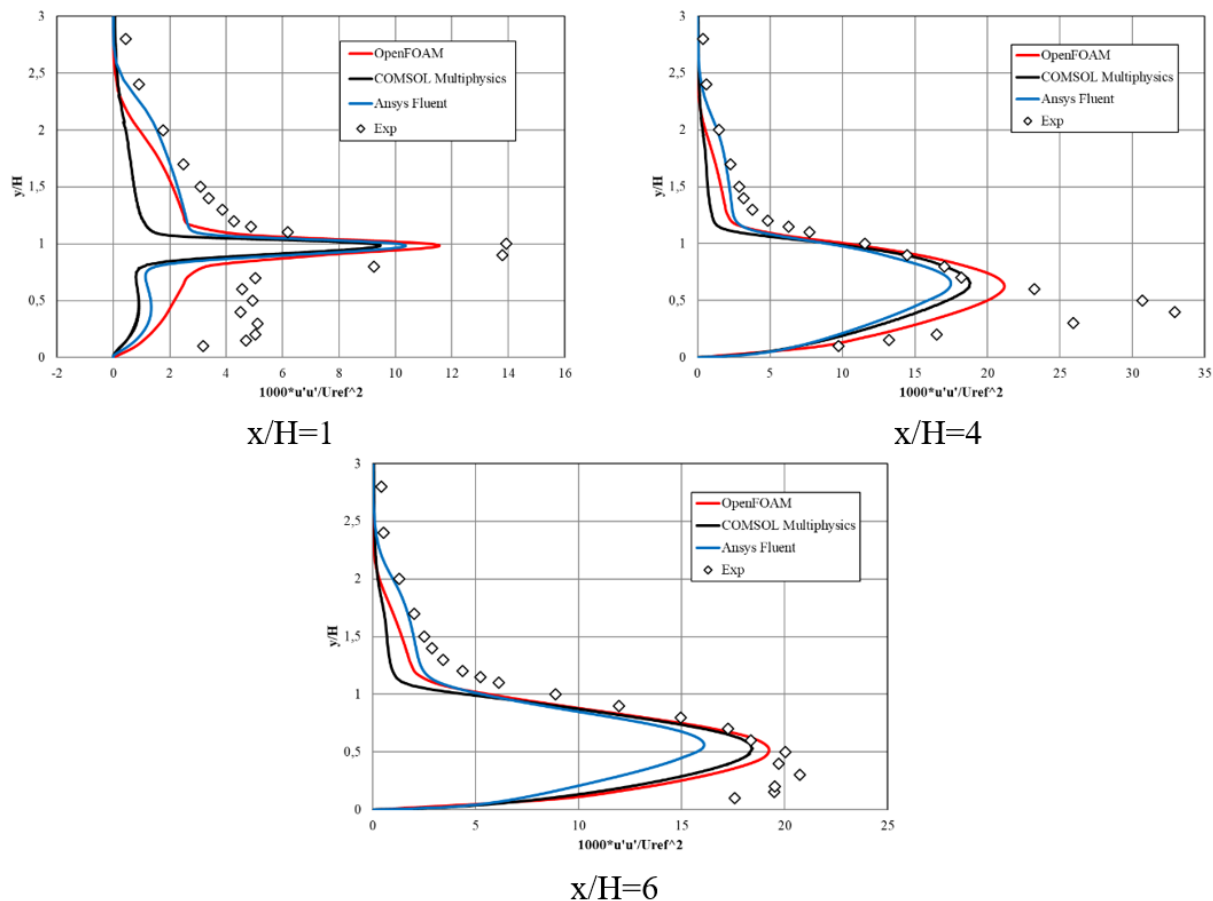 3
2,5
2
1,5
1
0,5
0
y/H
OpenFOAM
COMSOL Multiphysics
Ansys Fluent
Exp
-2 0 2 4 6 8 10 12 14 16
1000*u'u'/Uref^2
x/H=1
3
2,5
2
1,5
1
0,5
0
y/H
OpenFOAM
COMSOL Multiphysics
Ansys Fluent
Exp
0 5 10 15 20 25 30 35
1000*u'u'/Uref^2
x/H=4
3
2,5
2
1,5
1
0,5
0
y/H
OpenFOAM
COMSOL Multiphysics
Ansys Fluent
Exp
0 5 10 15 20 25
1000*u'u'/Uref^2
x/H=6